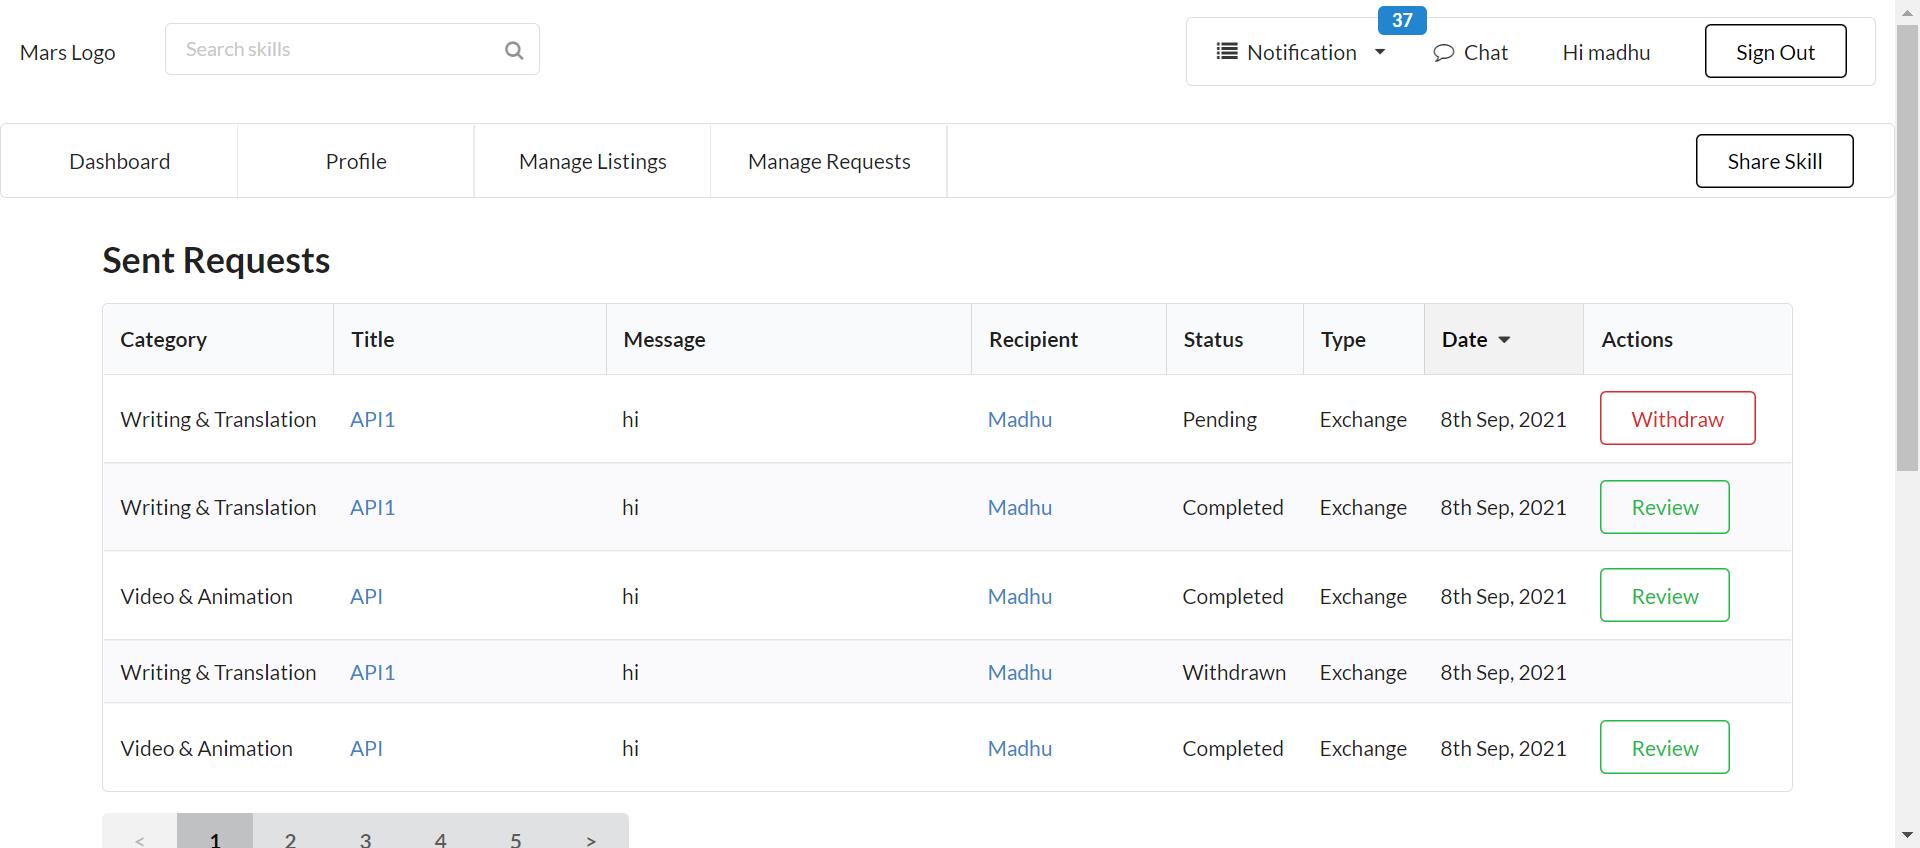 Mars Logo
Search skills
Notification
37
Chat
Hi madhu
Sign Out
Dashboard
Profile
Manage Listings
Manage Requests
Share Skill
Sent Requests
Category Title Message Recipient Status Type Date Actions
Writing & Translation API1 hi Madhu Pending Exchange 8th Sep, 2021 Withdraw
Writing & Translation API1 hi Madhu Completed Exchange 8th Sep, 2021 Review
Video & Animation API hi Madhu Completed Exchange 8th Sep, 2021 Review
Writing & Translation API1 hi Madhu Withdrawn Exchange 8th Sep, 2021
Video & Animation API hi Madhu Completed Exchange 8th Sep, 2021 Review
< 1 2 3 4 5 >